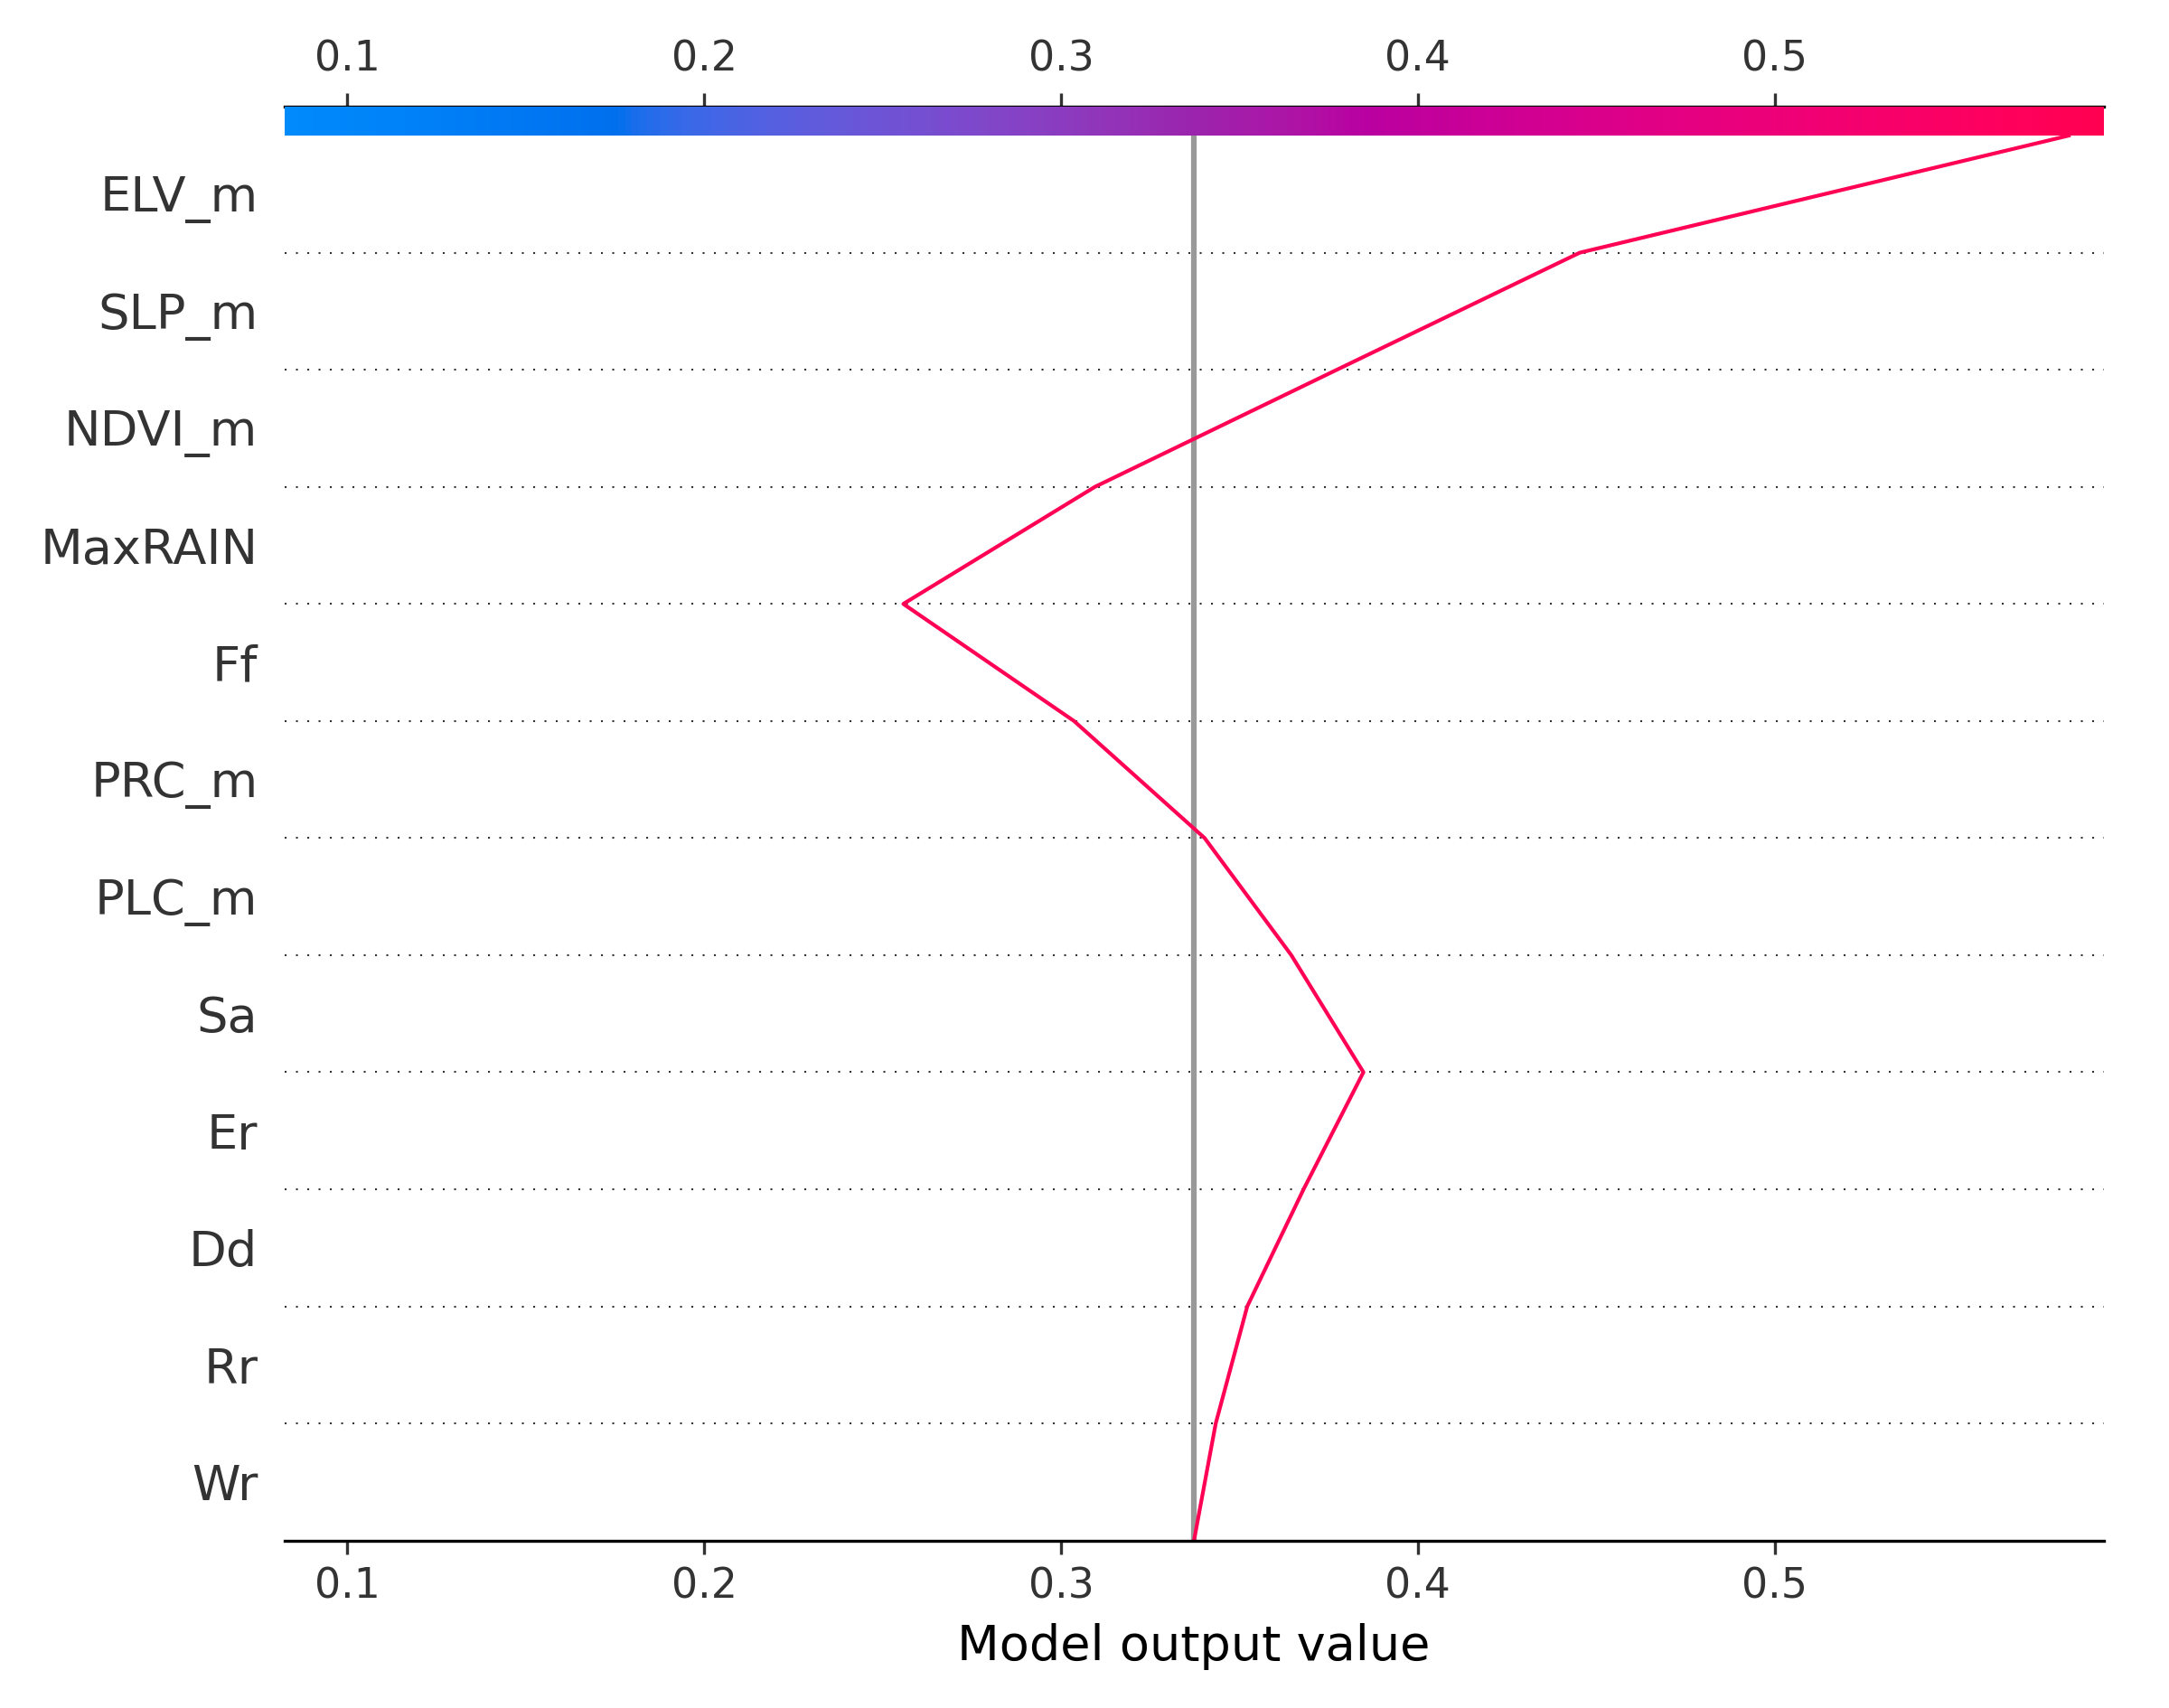 0.1 0.2 0.3 0.4 0.5
ELV_m
SLP_m
NDVI_m
MaxRAIN
Ff
PRC_m
PLC_m
Sa
Er
Dd
Rr
Wr
0.1 0.2 0.3 0.4 0.5
Model output value